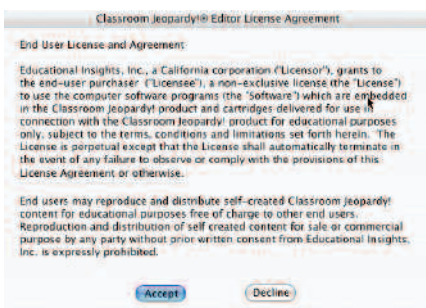 Classroom Jeopardy!® Editor License Agreement
End User License and Agreement
Educational Insights, Inc., a California corporation ("Licensor"), grants to
the end-user purchaser ("Licensee"), a non-exclusive license (the "License")
to use the computer software programs (the "Software") which are embedded
in the Classroom Jeopardy! product and cartridges delivered for use in
connection with the Classroom Jeopardy! product for educational purposes
only, subject to the terms, conditions and limitations set forth herein. The
License is perpetual except that the License shall automatically terminate in
the event of any failure to observe or comply with the provisions of this
License Agreement or otherwise.
End users may reproduce and distribute self-created Classroom Jeopardy!
content for educational purposes free of charge to other end users.
Reproduction and distribution of self created content for sale or commercial
purpose by any party without prior written consent from Educational Insights,
Inc. is expressly prohibited.
Accept Decline